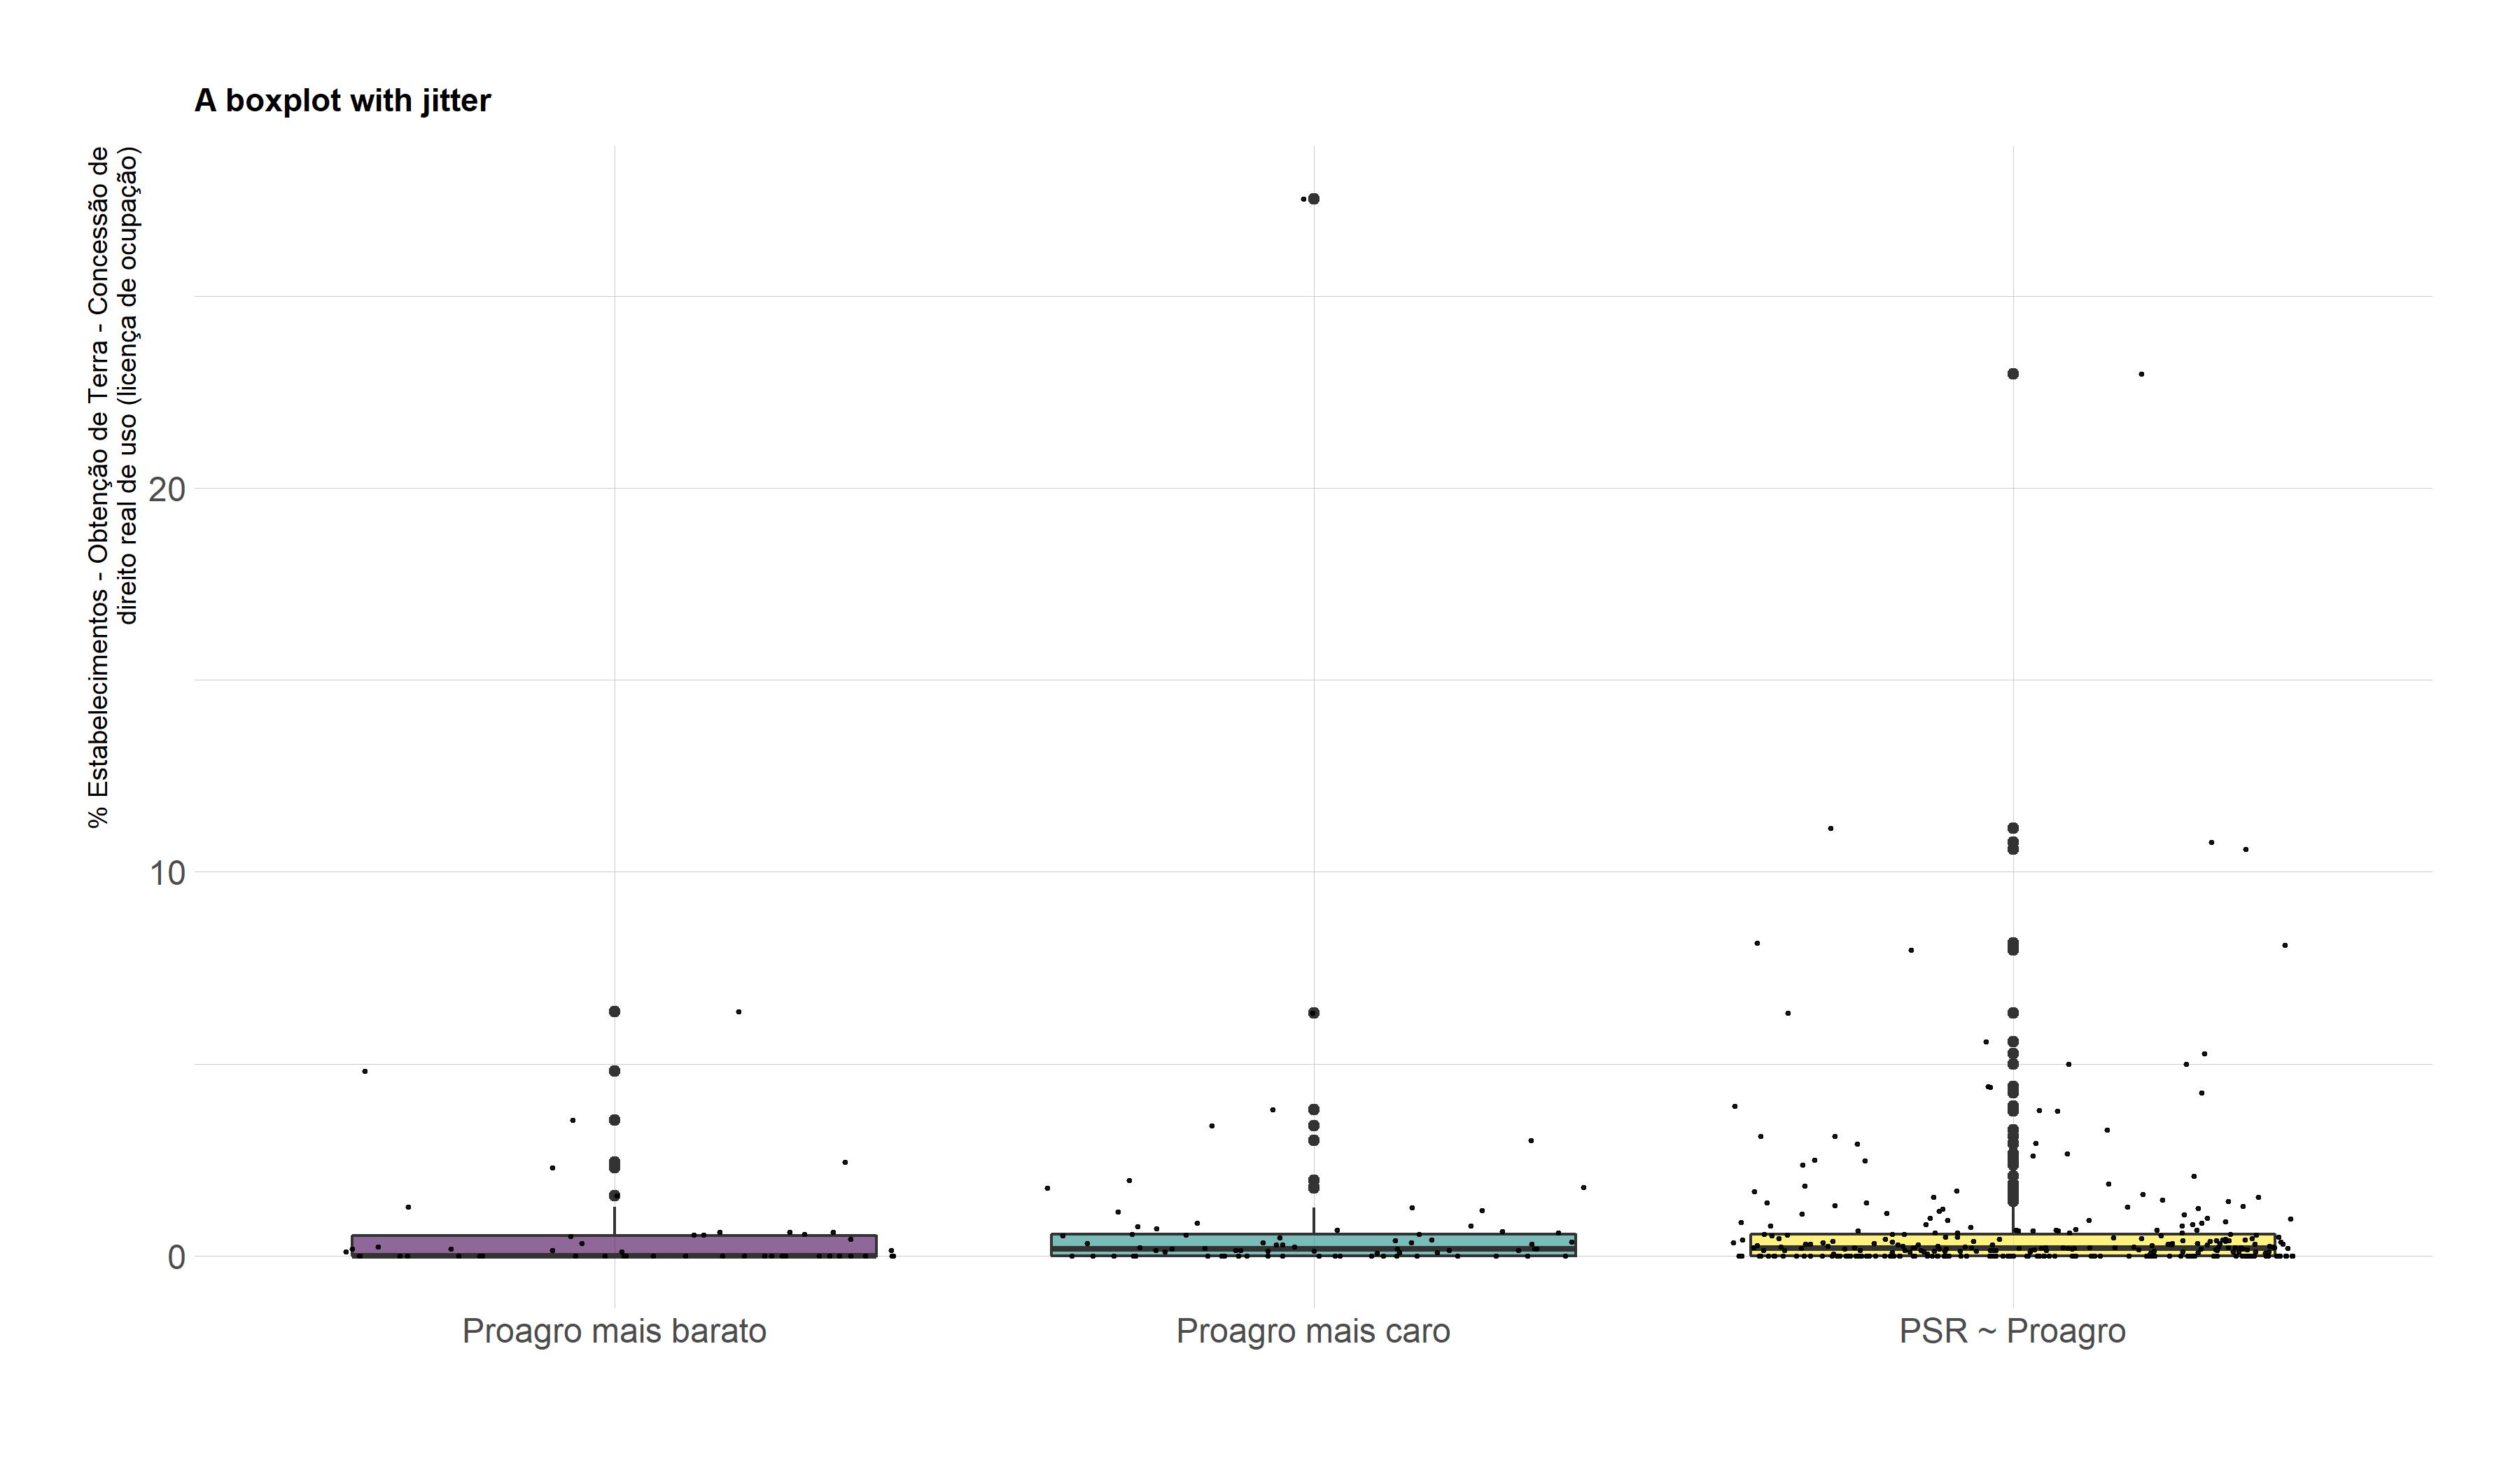 A boxplot with jitter
% Estabelecimentos - Obtenção de Terra - Concessão de
direito real de uso (licença de ocupação)
20
10
0
Proagro mais barato
Proagro mais caro
PSR ~ Proagro